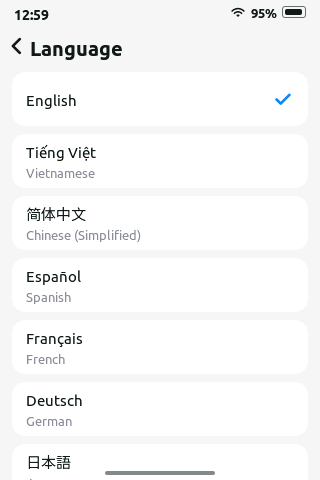 12:59
95%
Language
English
Tiếng Việt
Vietnamese
简体中文
Chinese (Simplified)
Español
Spanish
Français
French
Deutsch
German
日本語